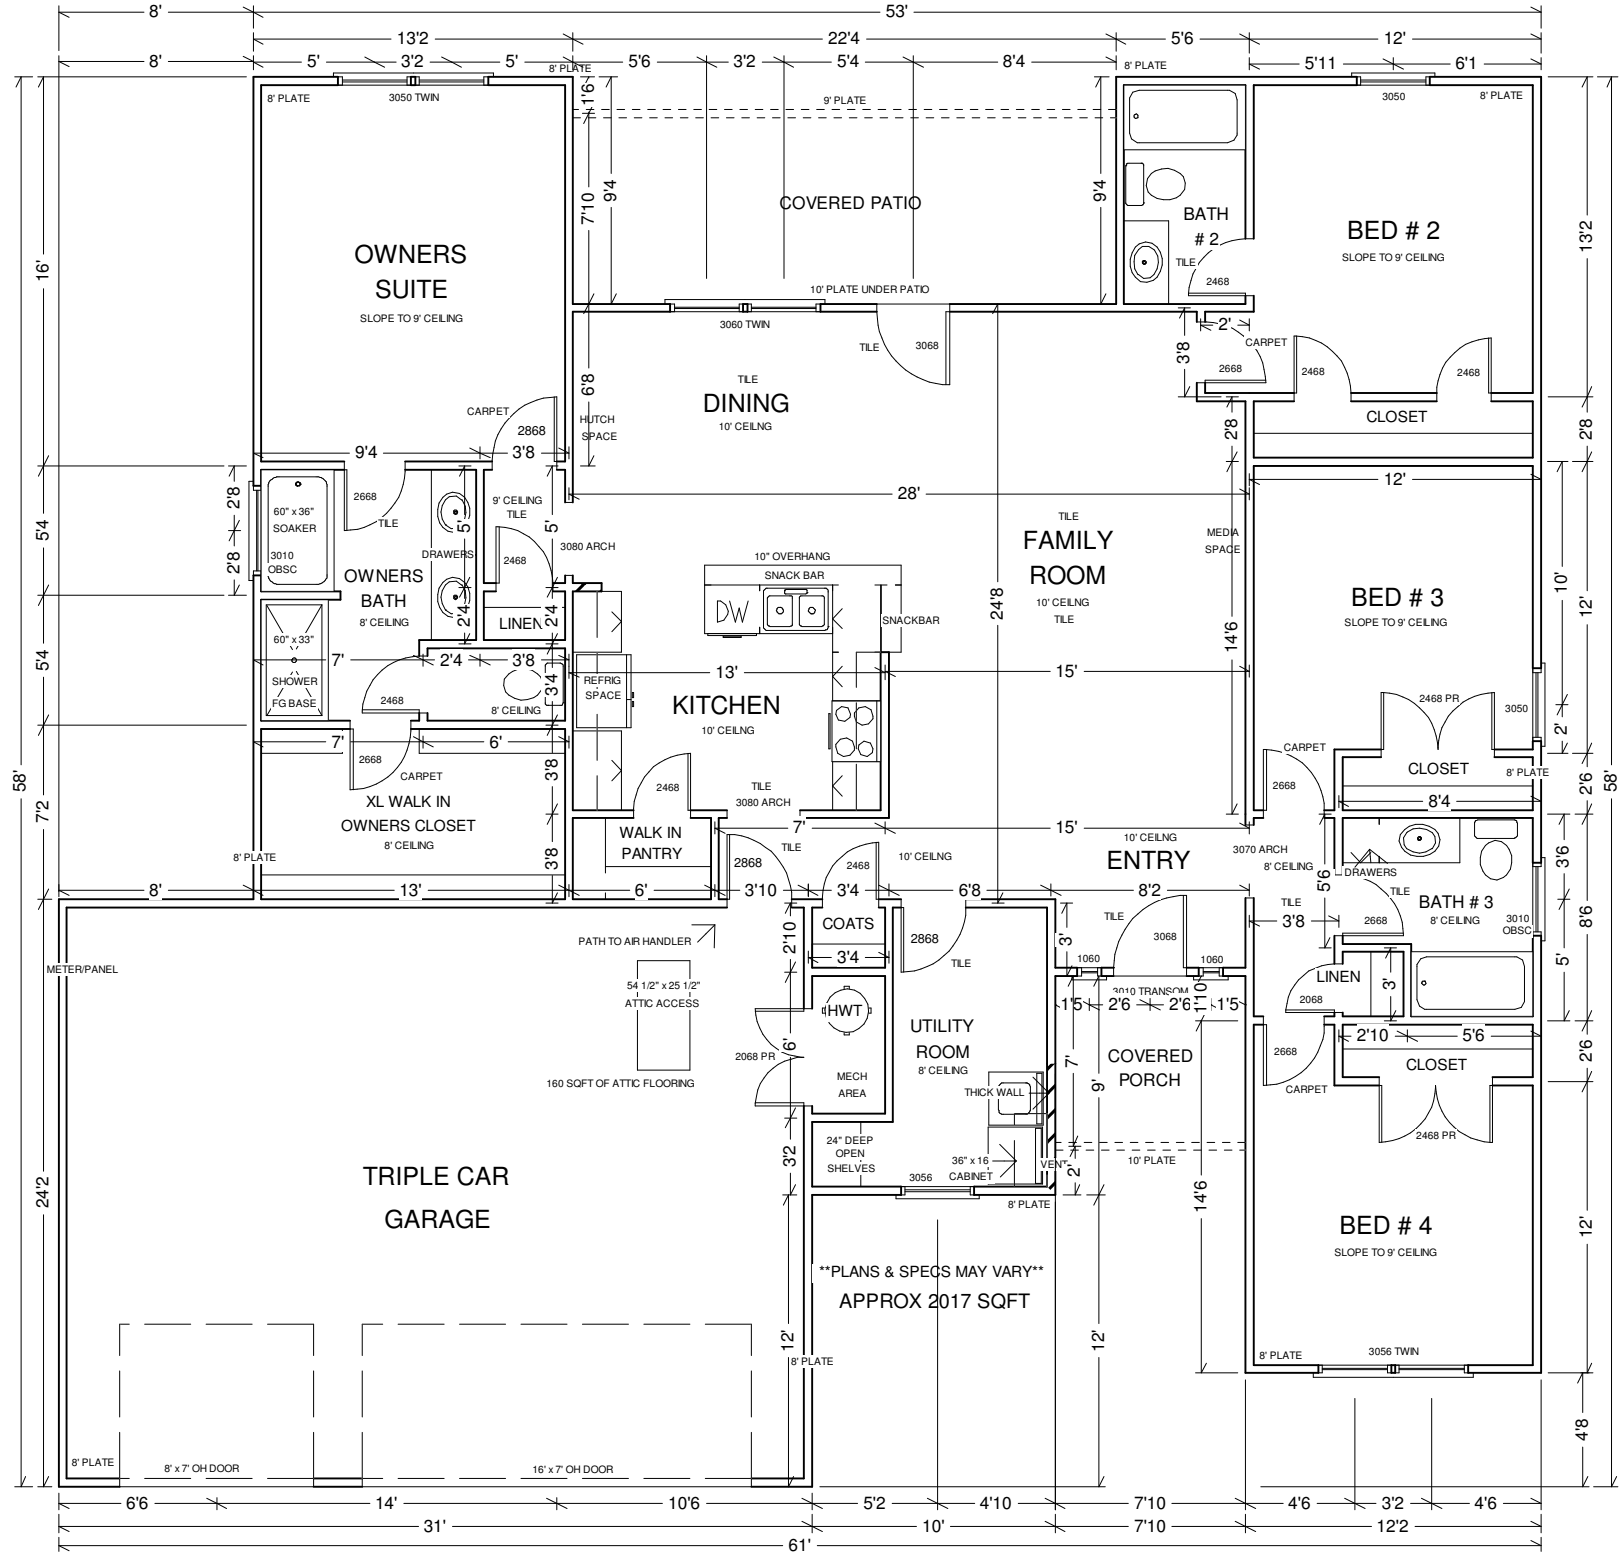 8' 53'
13'2 22'4 5'6 12'
8' 5' 3'2 5' 8' PLATE 5'6 3'2 5'4 8'4 8' PLATE 5'11 6'1
8' PLATE 3050 TWIN 1'6 9' PLATE 3050 8' PLATE
7'10 9'4 9'4
COVERED PATIO
BATH
# 2
TILE
2468
BED # 2
SLOPE TO 9' CEILING
13'2
OWNERS
SUITE
SLOPE TO 9' CEILING
16'
10' PLATE UNDER PATIO
3060 TWIN
TILE 3068
2'
3'8
CARPET
2668 2468 2468
CLOSET
2'8 2'8
TILE
DINING
10' CEILNG
6'8
HUTCH
SPACE
CARPET
2868
9'4 3'8
28'
12'
2'8
2'8
5'4
60" x 36"
SOAKER
3010
OBSC
2668
TILE
DRAWERS
5'
9' CEILING
TILE
2468
5'
3080 ARCH
OWNERS
BATH
8' CEILING
2'4
LINEN
2'4
10" OVERHANG
SNACK BAR
DW
SNACKBAR
TILE
FAMILY
ROOM
10' CEILNG
TILE
24'8
MEDIA
SPACE
14'6
BED # 3
SLOPE TO 9' CEILING
10'
12'
5'4
60" x 33"
SHOWER
FG BASE
7' 2'4 3'8
3'4
2468
8' CEILING
REFRIG
SPACE
13' 15'
KITCHEN
10' CEILNG
2468 PR
3050
2'
7' 6'
2668
CARPET
3'8
XL WALK IN
OWNERS CLOSET
8' CEILING
8' PLATE
3'8
58'
7'2
2468
TILE
3080 ARCH
WALK IN
PANTRY
7' 15'
TILE
2868
2468
10' CEILNG
10' CEILNG
ENTRY
CARPET
2668
CLOSET
8' PLATE
2'6
8'4
58'
3070 ARCH
8' CEILING
5'6
DRAWERS
TILE
2668
BATH # 3
8' CEILING
3010
OBSC
3'6
8'6
5'
8' 13' 6' 3'10 3'4 6'8 8'2
TILE
3'8
PATH TO AIR HANDLER
2'10
COATS
3'4
2868
TILE
3'
TILE
3068
1060 1060
3010 TRANSOM
1'5 2'6 2'6 1'5
1'10
LINEN
2068
3'
2'10 5'6
METER/PANEL
54 1/2" x 25 1/2"
ATTIC ACCESS
HWT
6'
2068 PR
MECH
AREA
160 SQFT OF ATTIC FLOORING
UTILITY
ROOM
8' CEILING
THICK WALL
7'
9'
COVERED
PORCH
2668
CARPET
CLOSET
2'6
2468 PR
3'2
24" DEEP
OPEN
SHELVES
36" x 16
CABINET
VENT
2'
3056
8' PLATE
10' PLATE
14'6
TRIPLE CAR
GARAGE
24'2
BED # 4
SLOPE TO 9' CEILING
12'
**PLANS & SPECS MAY VARY**
APPROX 2017 SQFT
12'
8' PLATE
12'
8' PLATE 3056 TWIN
4'8
8' PLATE 8' x 7' OH DOOR 16' x 7' OH DOOR
6'6 14' 10'6 5'2 4'10 7'10 4'6 3'2 4'6
31' 10' 7'10 12'2
61'